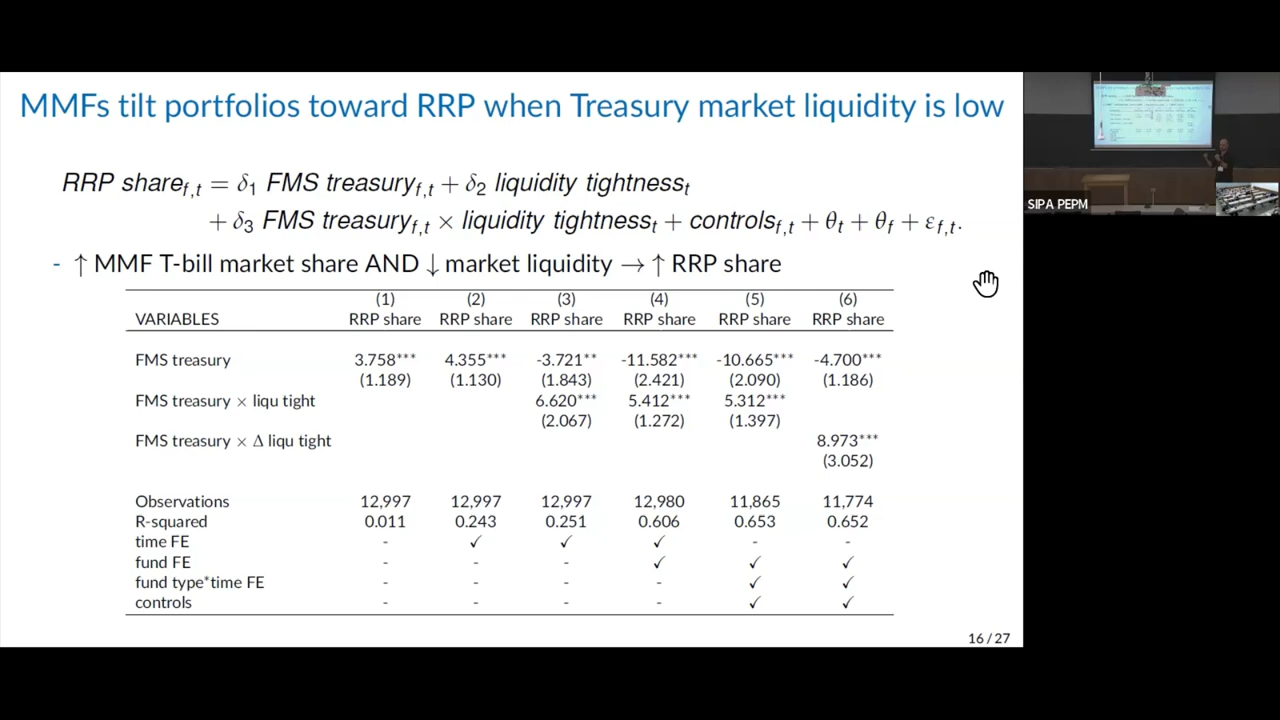 MMFs tilt portfolios toward RRP when Treasury market liquidity is low
RRP share_{f,t} = δ₁ FMS treasury_{f,t} + δ₂ liquidity tightness_t
+ δ₃ FMS treasury_{f,t} × liquidity tightness_t + controls_{f,t} + θ_t + θ_f + ε_{f,t}.
- ↑ MMF T-bill market share AND ↓ market liquidity → ↑ RRP share
(1) (2) (3) (4) (5) (6)
VARIABLES RRP share RRP share RRP share RRP share RRP share RRP share
FMS treasury 3.758*** 4.355*** -3.721** -11.582*** -10.665*** -4.700***
(1.189) (1.130) (1.843) (2.421) (2.090) (1.186)
FMS treasury × liqu tight 6.620*** 5.412*** 5.312***
(2.067) (1.272) (1.397)
FMS treasury × Δ liqu tight 8.973***
(3.052)
Observations 12,997 12,997 12,997 12,980 11,865 11,774
R-squared 0.011 0.243 0.251 0.606 0.653 0.652
time FE - ✓ ✓ ✓ - -
fund FE - - - ✓ ✓ ✓
fund type*time FE - - - - ✓ ✓
controls - - - - ✓ ✓
16 / 27
SIPA PEPM